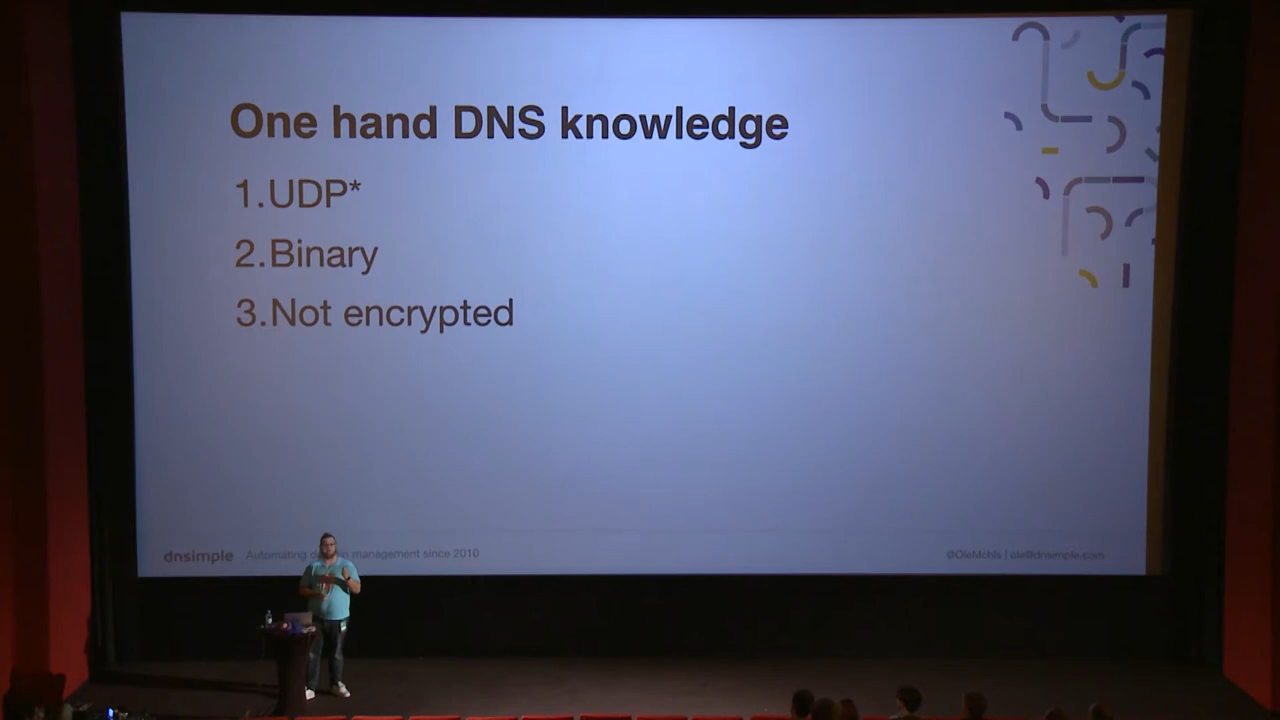 One hand DNS knowledge
1.UDP*
2.Binary
3.Not encrypted
dnsimple Automating management since 2010
@OleMchls | ole@dnsimple.com